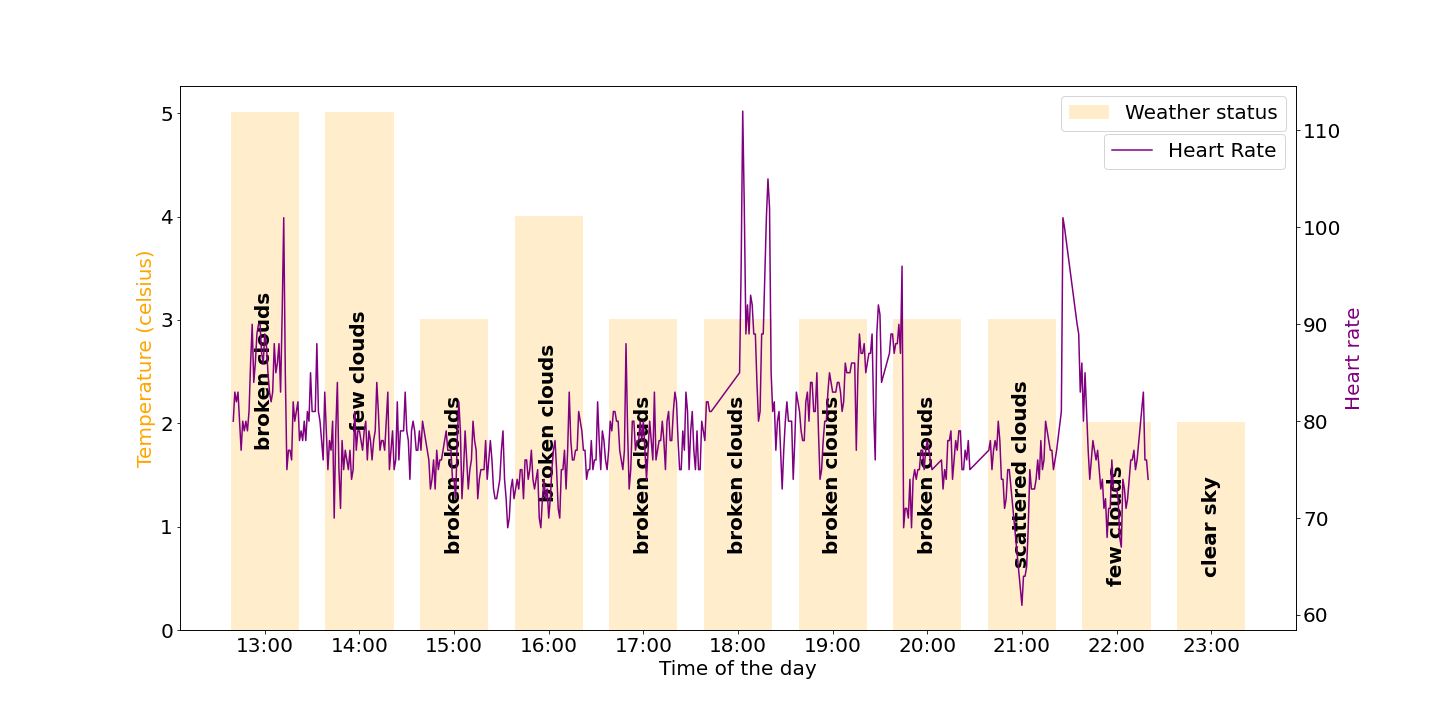 Weather status
Heart Rate
Temperature (celsius)
5
4
3
2
1
0
broken clouds
few clouds
broken clouds
broken clouds
broken clouds
broken clouds
broken clouds
broken clouds
scattered clouds
few clouds
clear sky
110
100
90
80
70
60
Heart rate
13:00 14:00 15:00 16:00 17:00 18:00 19:00 20:00 21:00 22:00 23:00
Time of the day